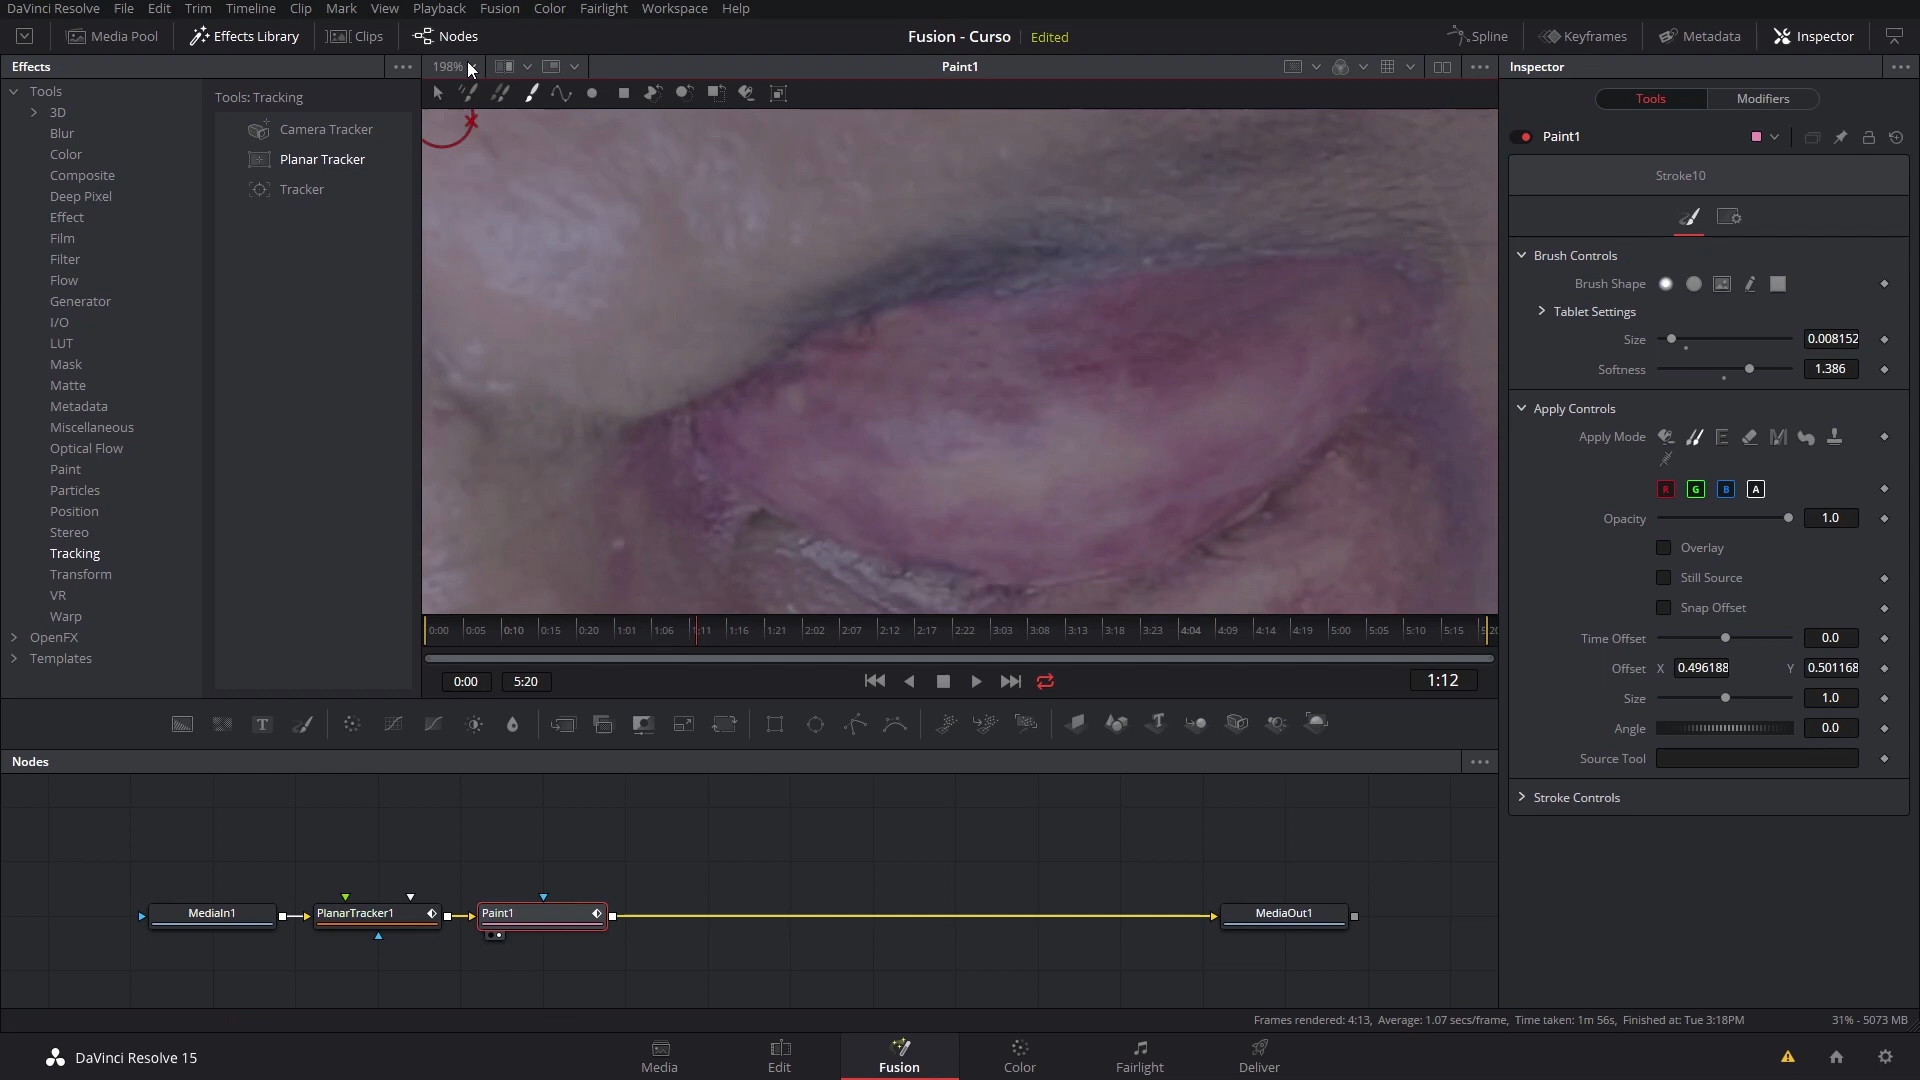 DaVinci Resolve File Edit Trim Timeline Clip Mark View Playback Fusion Color Fairlight Workspace Help
Media Pool Effects Library Clips Nodes Fusion - Curso Edited Spline Keyframes Metadata Inspector
Effects 198% Paint1 Inspector
Tools
3D
Blur
Color
Composite
Deep Pixel
Effect
Film
Filter
Flow
Generator
I/O
LUT
Mask
Matte
Metadata
Miscellaneous
Optical Flow
Paint
Particles
Position
Stereo
Tracking
Transform
VR
Warp
OpenFX
Templates
Tools: Tracking
Camera Tracker
Planar Tracker
Tracker
0:00 0:05 0:10 0:15 0:20 1:01 1:06 1:11 1:16 1:21 2:02 2:07 2:12 2:17 2:22 3:03 3:08 3:13 3:18 3:23 4:04 4:09 4:14 4:19 5:00 5:05 5:10 5:15
0:00 5:20 1:12
Tools Modifiers
Paint1
Stroke10
Brush Controls
Brush Shape
Tablet Settings
Size 0.008152
Softness 1.386
Apply Controls
Apply Mode
R G B A
Opacity 1.0
Overlay
Still Source
Snap Offset
Time Offset 0.0
Offset X 0.496188 Y 0.501168
Size 1.0
Angle 0.0
Source Tool
Stroke Controls
Nodes
MediaIn1 PlanarTracker1 Paint1 MediaOut1
Frames rendered: 4:13, Average: 1.07 secs/frame, Time taken: 1m 56s, Finished at: Tue 3:18PM 31% - 5073 MB
DaVinci Resolve 15 Media Edit Fusion Color Fairlight Deliver